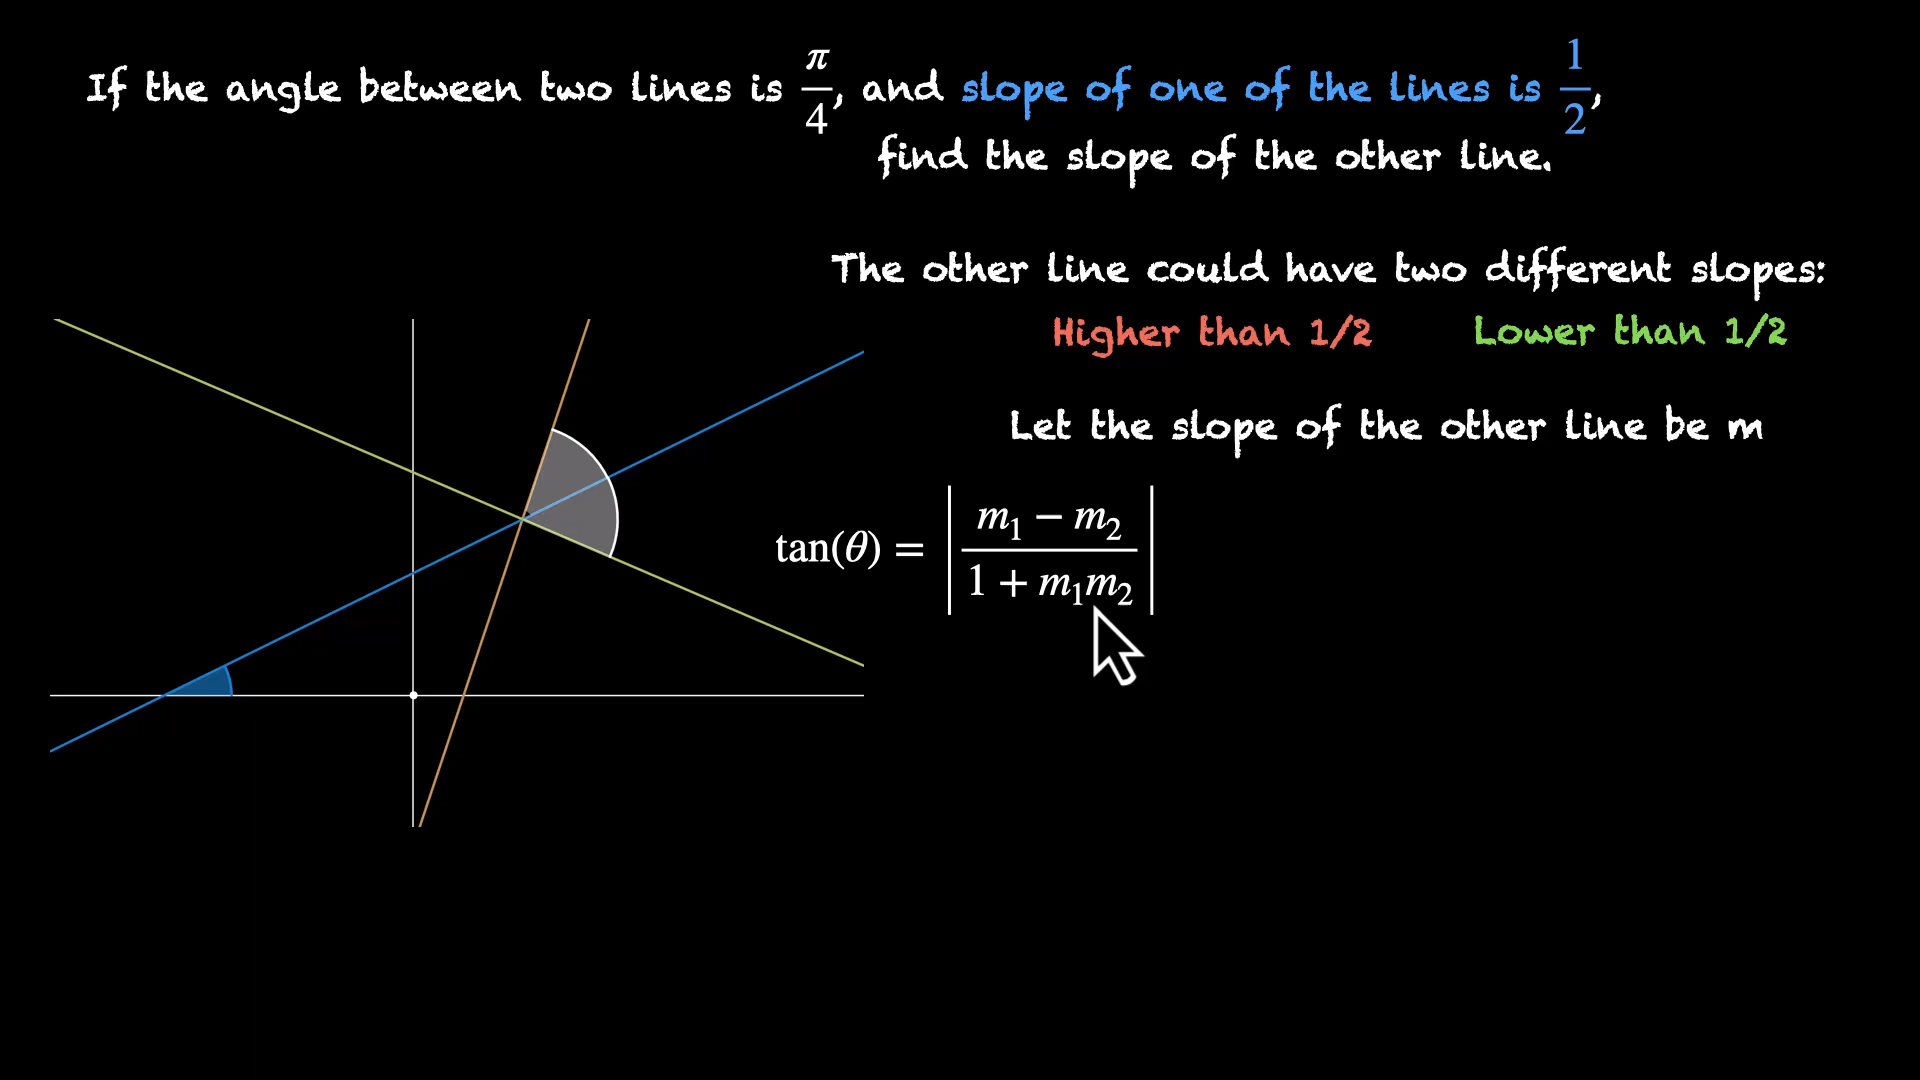 If the angle between two lines is π/4, and slope of one of the lines is 1/2,
find the slope of the other line.
The other line could have two different slopes:
Higher than 1/2 Lower than 1/2
Let the slope of the other line be m
tan(θ) = |(m₁ − m₂)/(1 + m₁m₂)|